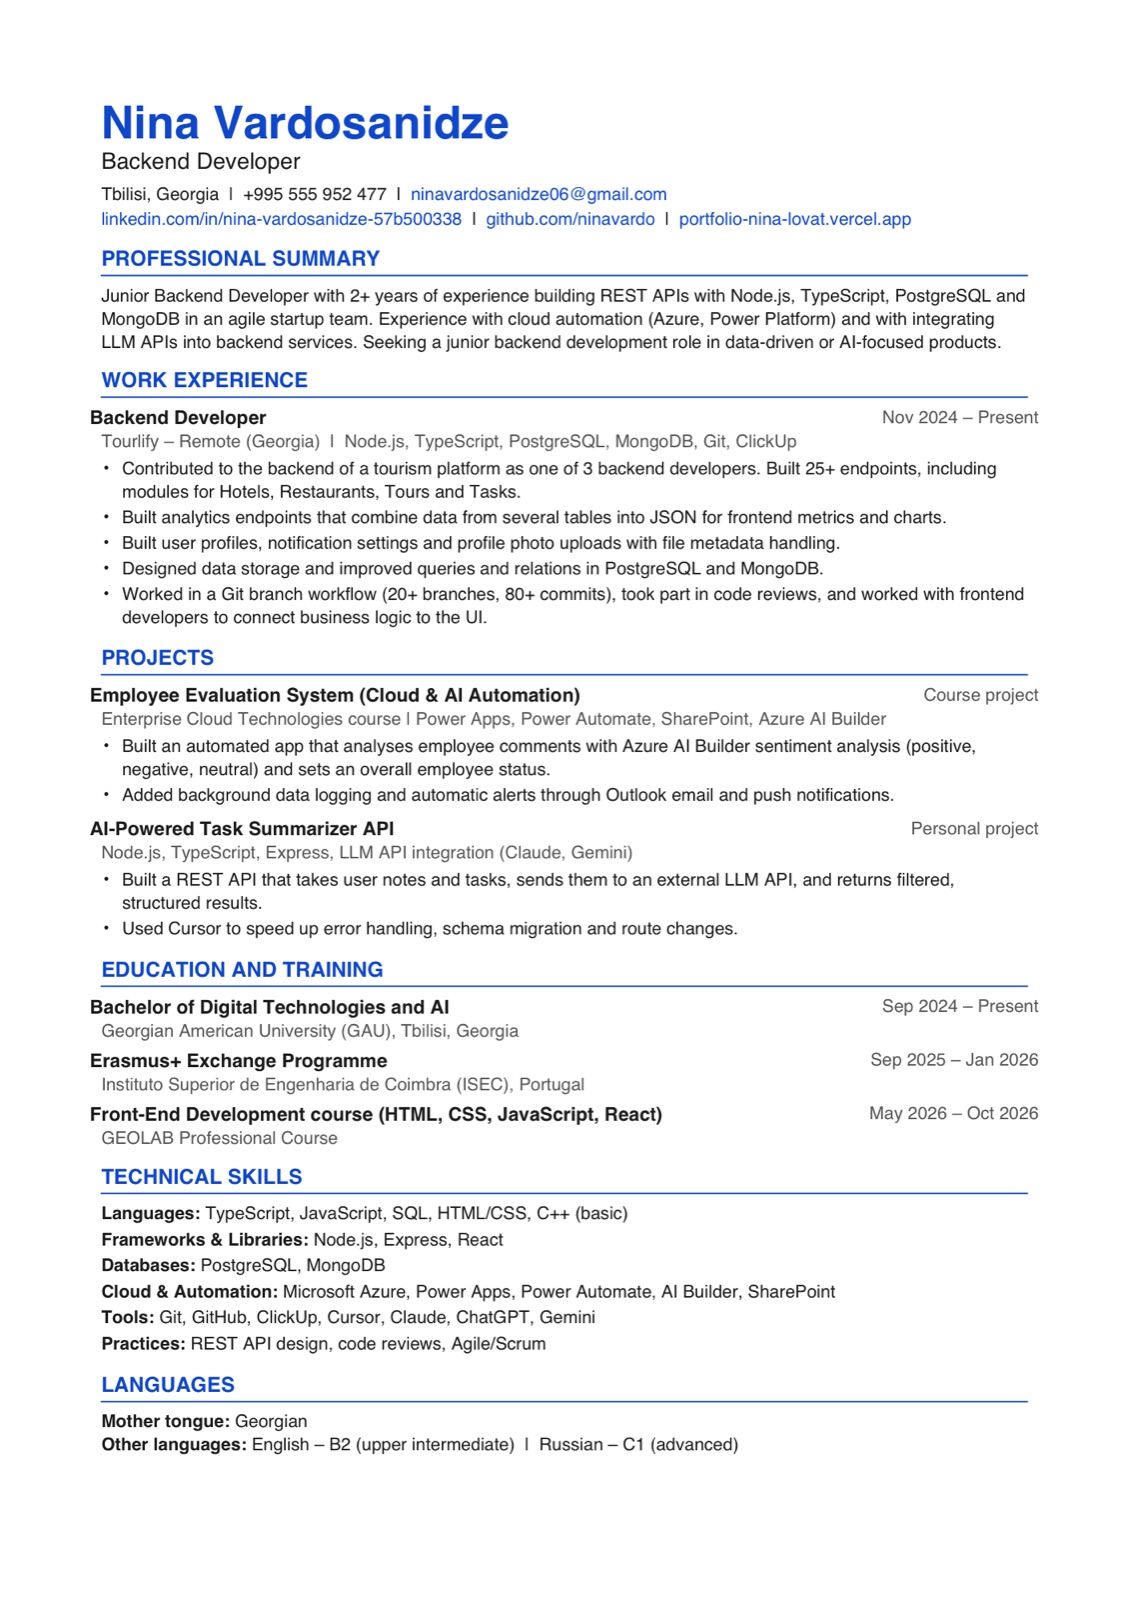 Nina Vardosanidze
Backend Developer
Tbilisi, Georgia | +995 555 952 477 | ninavardosanidze06@gmail.com
linkedin.com/in/nina-vardosanidze-57b500338 | github.com/ninavardo | portfolio-nina-lovat.vercel.app
PROFESSIONAL SUMMARY
Junior Backend Developer with 2+ years of experience building REST APIs with Node.js, TypeScript, PostgreSQL and
MongoDB in an agile startup team. Experience with cloud automation (Azure, Power Platform) and with integrating
LLM APIs into backend services. Seeking a junior backend development role in data-driven or AI-focused products.
WORK EXPERIENCE
Backend Developer Nov 2024 – Present
Tourlify – Remote (Georgia) | Node.js, TypeScript, PostgreSQL, MongoDB, Git, ClickUp
• Contributed to the backend of a tourism platform as one of 3 backend developers. Built 25+ endpoints, including
modules for Hotels, Restaurants, Tours and Tasks.
• Built analytics endpoints that combine data from several tables into JSON for frontend metrics and charts.
• Built user profiles, notification settings and profile photo uploads with file metadata handling.
• Designed data storage and improved queries and relations in PostgreSQL and MongoDB.
• Worked in a Git branch workflow (20+ branches, 80+ commits), took part in code reviews, and worked with frontend
developers to connect business logic to the UI.
PROJECTS
Employee Evaluation System (Cloud & AI Automation) Course project
Enterprise Cloud Technologies course | Power Apps, Power Automate, SharePoint, Azure AI Builder
• Built an automated app that analyses employee comments with Azure AI Builder sentiment analysis (positive,
negative, neutral) and sets an overall employee status.
• Added background data logging and automatic alerts through Outlook email and push notifications.
AI-Powered Task Summarizer API Personal project
Node.js, TypeScript, Express, LLM API integration (Claude, Gemini)
• Built a REST API that takes user notes and tasks, sends them to an external LLM API, and returns filtered,
structured results.
• Used Cursor to speed up error handling, schema migration and route changes.
EDUCATION AND TRAINING
Bachelor of Digital Technologies and AI Sep 2024 – Present
Georgian American University (GAU), Tbilisi, Georgia
Erasmus+ Exchange Programme Sep 2025 – Jan 2026
Instituto Superior de Engenharia de Coimbra (ISEC), Portugal
Front-End Development course (HTML, CSS, JavaScript, React) May 2026 – Oct 2026
GEOLAB Professional Course
TECHNICAL SKILLS
Languages: TypeScript, JavaScript, SQL, HTML/CSS, C++ (basic)
Frameworks & Libraries: Node.js, Express, React
Databases: PostgreSQL, MongoDB
Cloud & Automation: Microsoft Azure, Power Apps, Power Automate, AI Builder, SharePoint
Tools: Git, GitHub, ClickUp, Cursor, Claude, ChatGPT, Gemini
Practices: REST API design, code reviews, Agile/Scrum
LANGUAGES
Mother tongue: Georgian
Other languages: English – B2 (upper intermediate) | Russian – C1 (advanced)